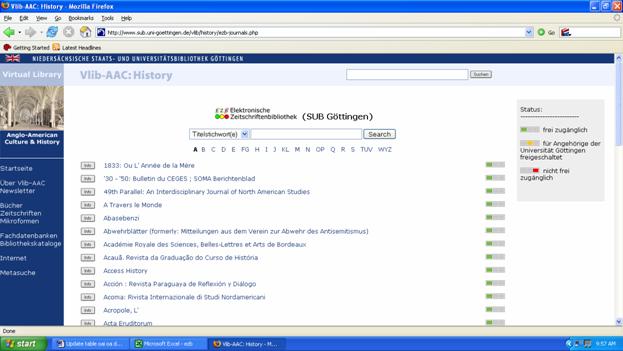 Vlib-AAC: History - Mozilla Firefox
File Edit View Go Bookmarks Tools Help
http://www.sub.uni-goettingen.de/vlib/history/ezb-journals.php
Go
Getting Started Latest Headlines
NIEDERSÄCHSISCHE STAATS- UND UNIVERSITÄTSBIBLIOTHEK GÖTTINGEN
Virtual Library
Vlib-AAC: History
Suchen
Anglo-American
Culture & History
Startseite
Über Vlib-AAC
Newsletter
Bücher
Zeitschriften
Mikroformen
Fachdatenbanken
Bibliothekskataloge
Internet
Metasuche
EZB Elektronische
Zeitschriftenbibliothek (SUB Göttingen)
Titelstichwort(e) Search
A B C D E FG H IJ KL M N OP Q R S TUV WYZ
Info 1833: Ou L' Année de la Mère
Info '30 - '50: Bulletin du CEGES ; SOMA Berichtenblad
Info 49th Parallel: An Interdisciplinary Journal of North American Studies
Info A Travers le Monde
Info Abasebenzi
Info Abwehrblätter (formerly: Mitteilungen aus dem Verein zur Abwehr des Antisemitismus)
Info Académie Royale des Sciences, Belles-Lettres et Arts de Bordeaux
Info Acauã. Revista da Graduação do Curso de História
Info Access History
Info Acción : Revista Paraguaya de Reflexión y Diálogo
Info Acoma: Rivista Internazionale di Studi Nordamericani
Info Acropole, L'
Info Acta Eruditorum
Status:
frei zugänglich
für Angehörige der
Universität Göttingen
freigeschaltet
nicht frei
zugänglich
Done
start
Update table oai oa d...
Microsoft Excel - ezb
Vlib-AAC: History - M...
9:57 AM